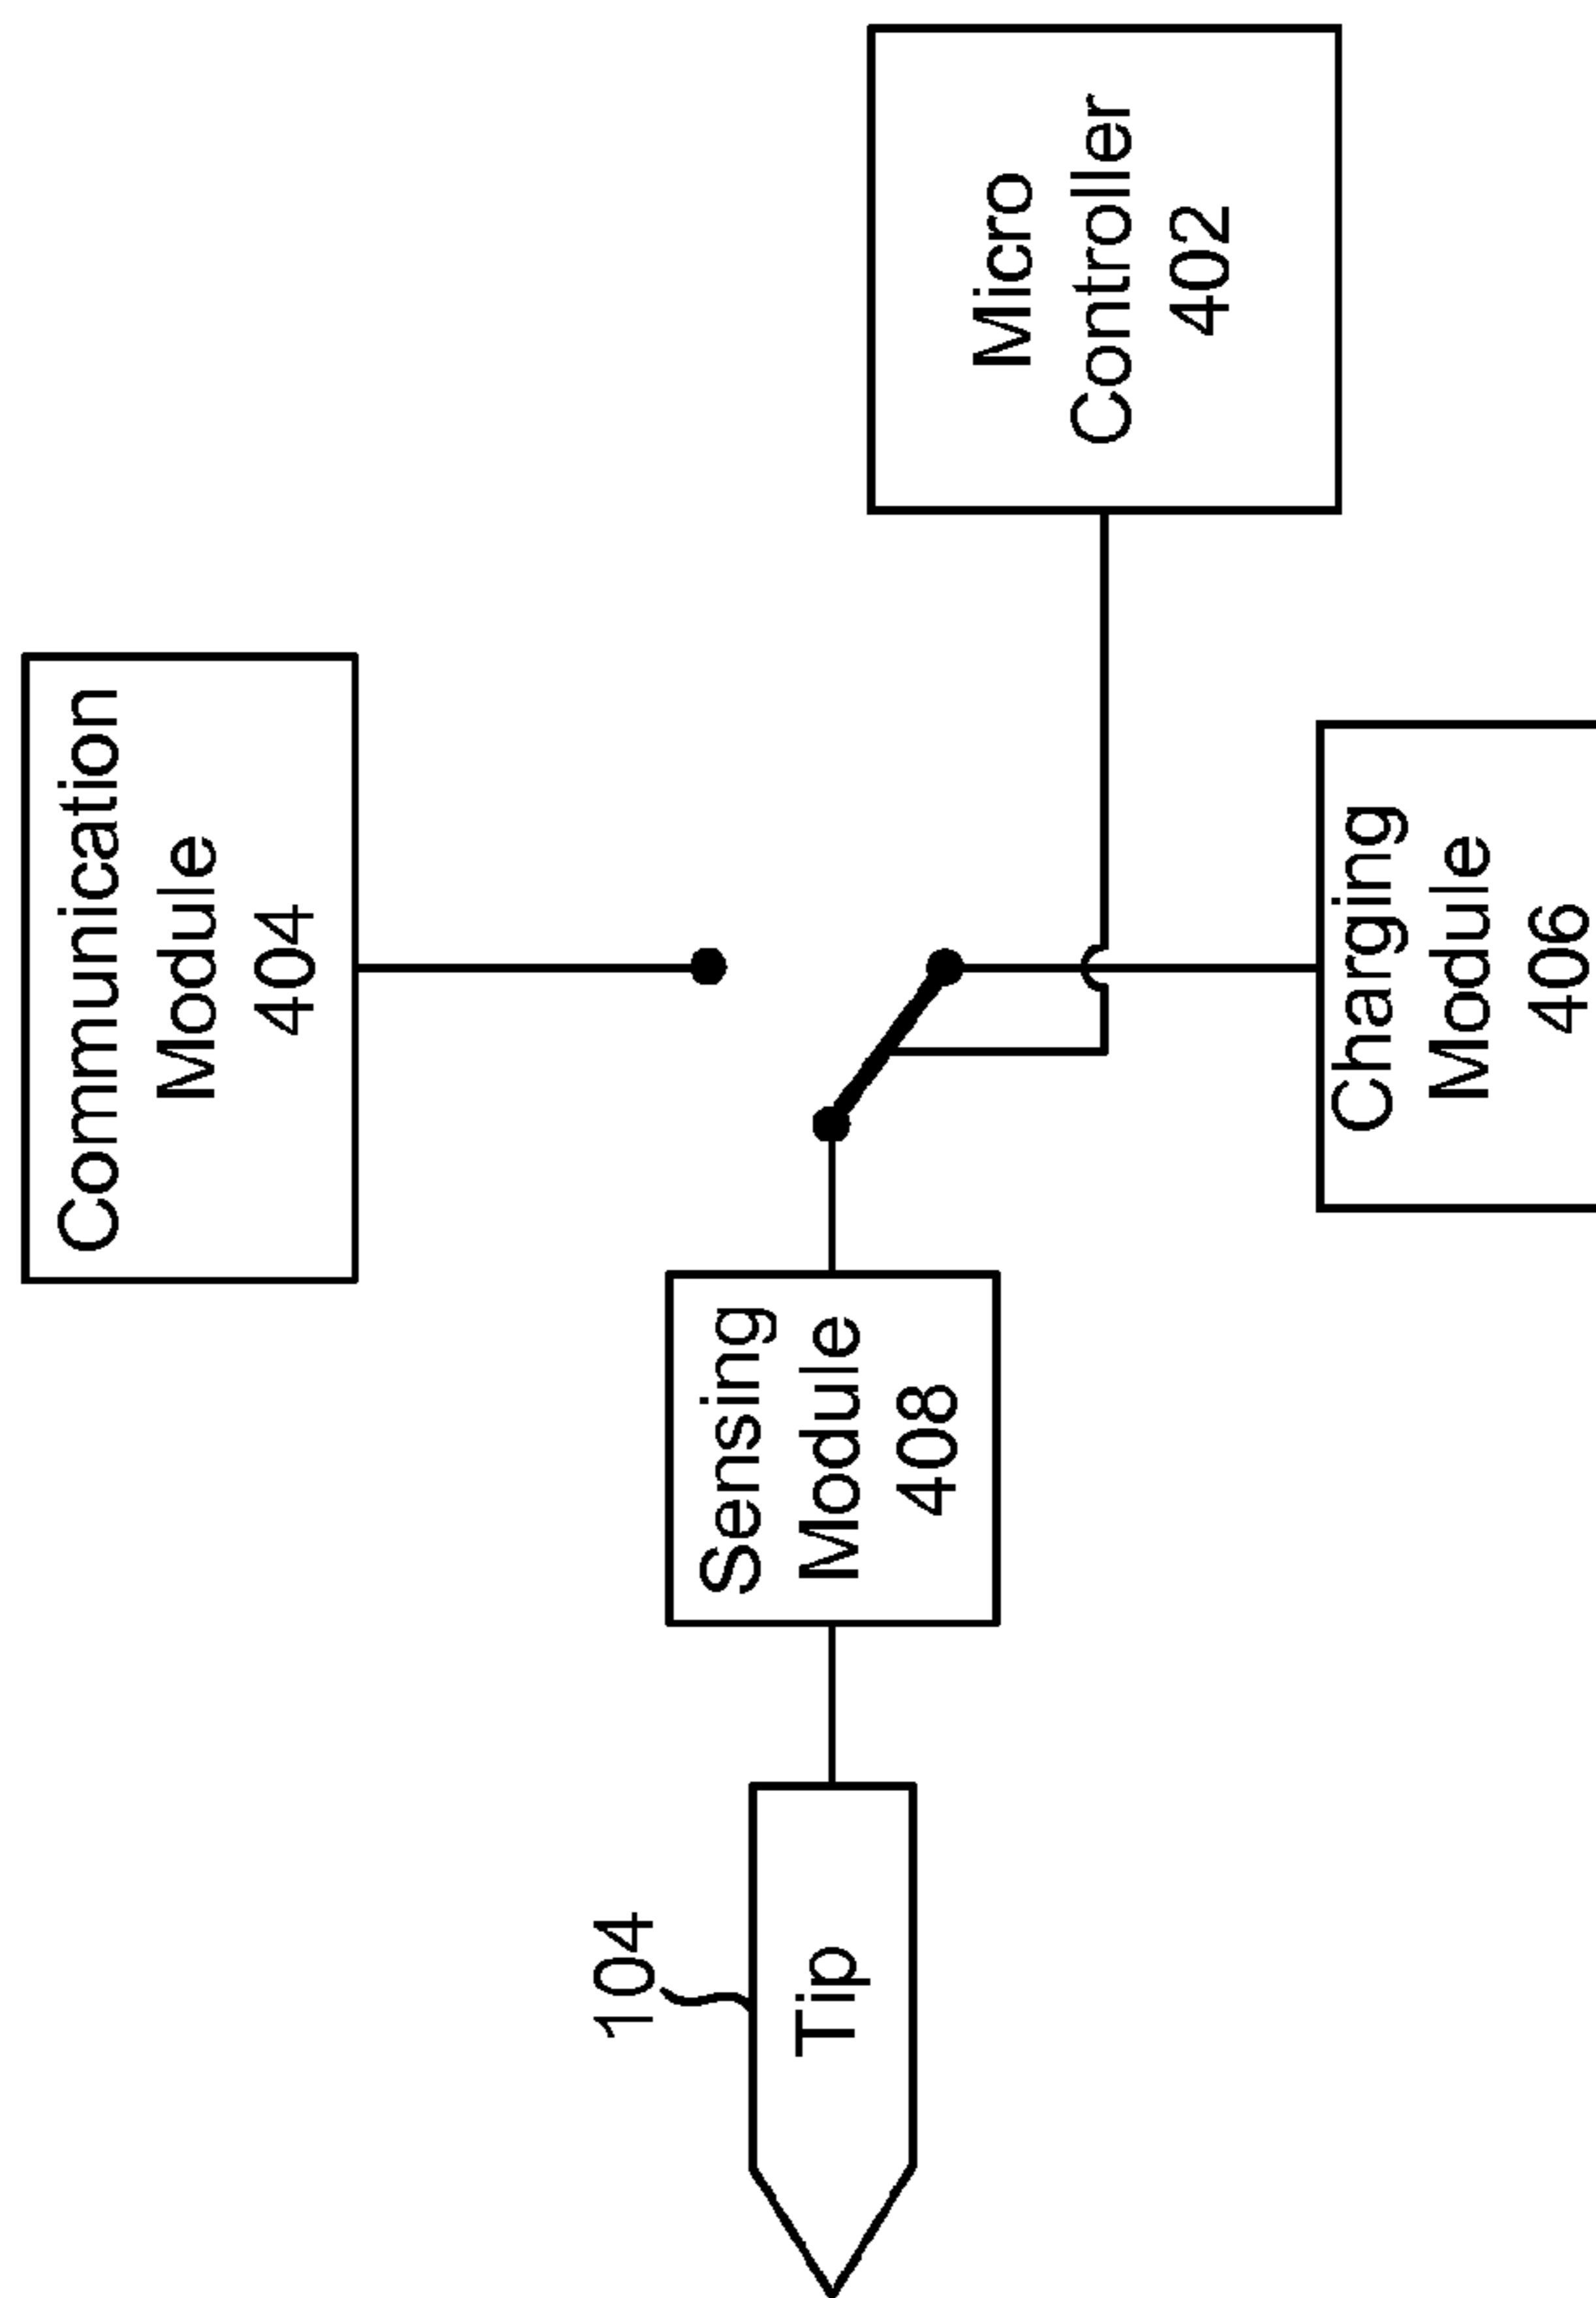 Communication
Module
404
104
Tip
Sensing
Module
408
Micro
Controller
402
Charging
Module
406